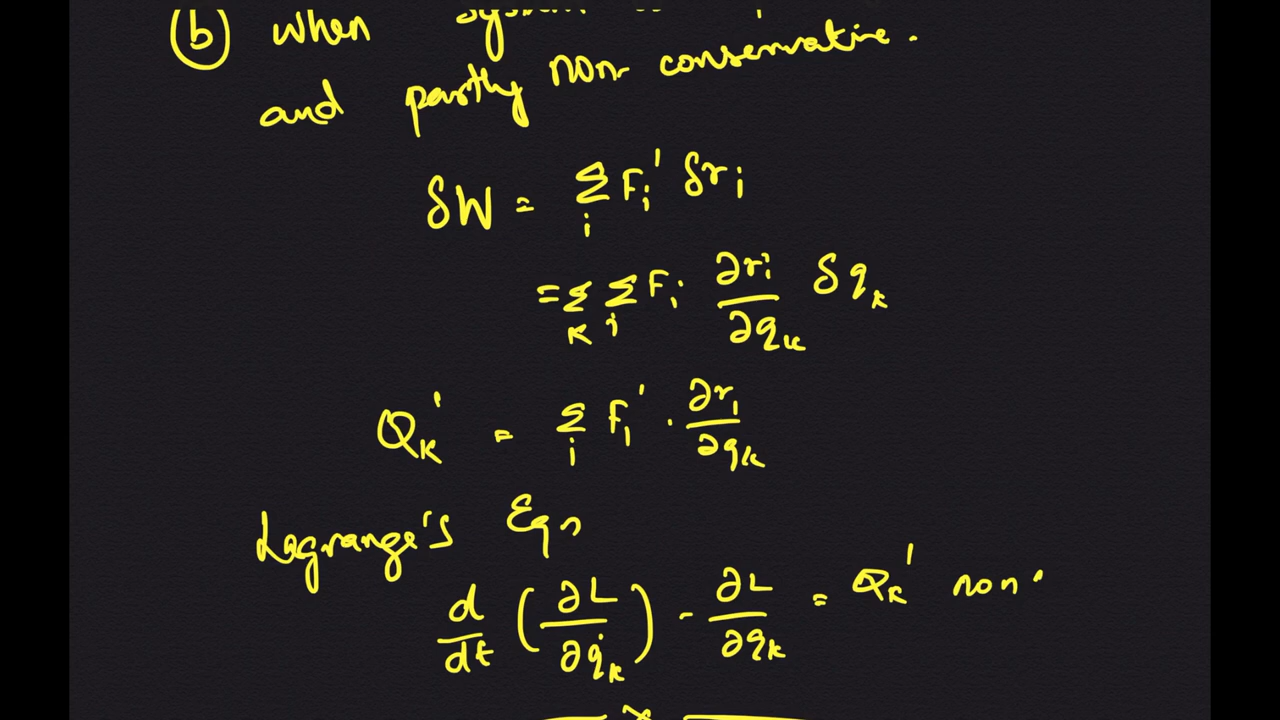 (b) when system
and partly non conservative.
δW = Σ_i F_i' δr_i
= Σ_k Σ_i F_i ∂r_i/∂q_k δq_k
Q_k' = Σ_i F_i' · ∂r_i/∂q_k
Lagrange's Eqn
d/dt (∂L/∂q̇_k) - ∂L/∂q_k = Q_k' non.